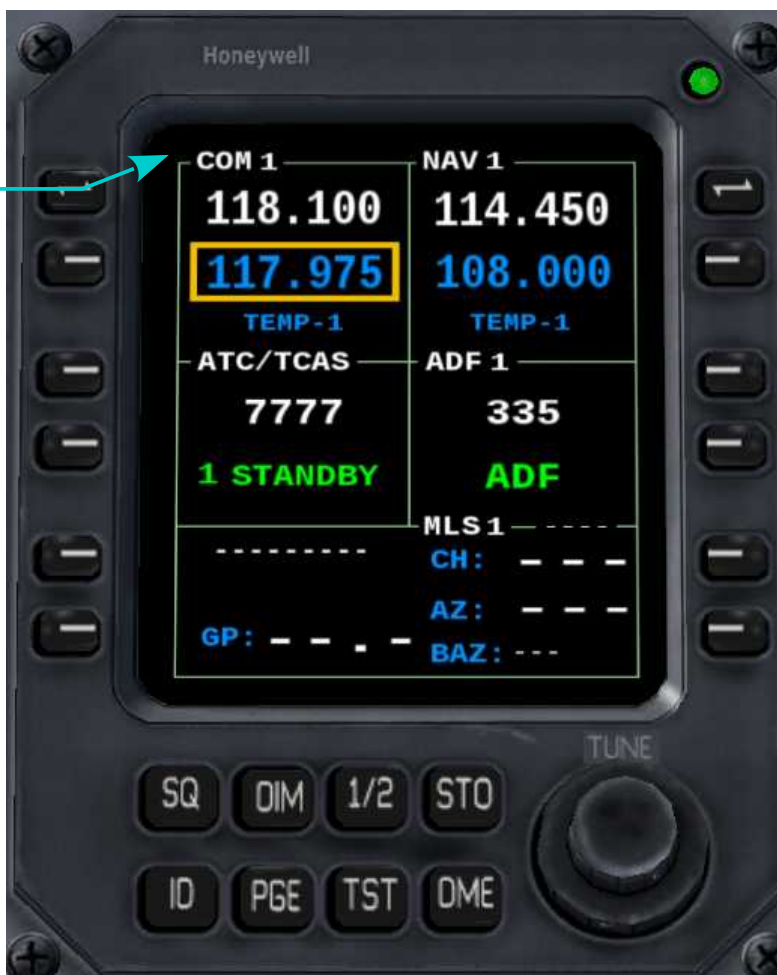 Honeywell
COM 1 NAV 1
118.100 114.450
117.975 108.000
TEMP-1 TEMP-1
ATC/TCAS ADF 1
7777 335
1 STANDBY ADF
MLS 1 ----
--------- CH: – – –
AZ: – – –
GP: – – . –
BAZ: ---
TUNE
SQ DIM 1/2 STO
ID PGE TST DME